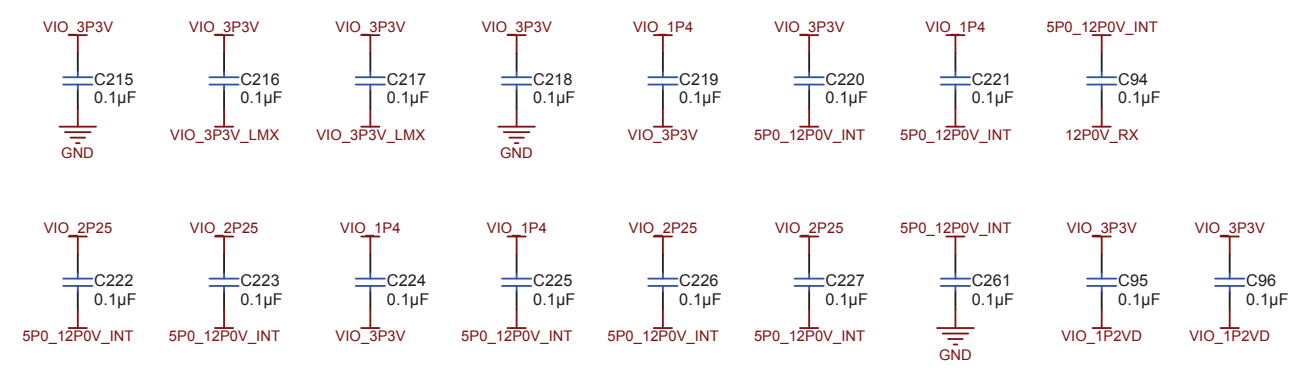 VIO_3P3V VIO_3P3V VIO_3P3V VIO_3P3V VIO_1P4 VIO_3P3V VIO_1P4 5P0_12P0V_INT
C215 C216 C217 C218 C219 C220 C221 C94
0.1µF 0.1µF 0.1µF 0.1µF 0.1µF 0.1µF 0.1µF 0.1µF
VIO_3P3V_LMX VIO_3P3V_LMX VIO_3P3V 5P0_12P0V_INT 5P0_12P0V_INT 12P0V_RX
GND GND
VIO_2P25 VIO_2P25 VIO_1P4 VIO_1P4 VIO_2P25 VIO_2P25 5P0_12P0V_INT VIO_3P3V VIO_3P3V
C222 C223 C224 C225 C226 C227 C261 C95 C96
0.1µF 0.1µF 0.1µF 0.1µF 0.1µF 0.1µF 0.1µF 0.1µF 0.1µF
5P0_12P0V_INT 5P0_12P0V_INT VIO_3P3V 5P0_12P0V_INT 5P0_12P0V_INT 5P0_12P0V_INT VIO_1P2VD VIO_1P2VD
GND